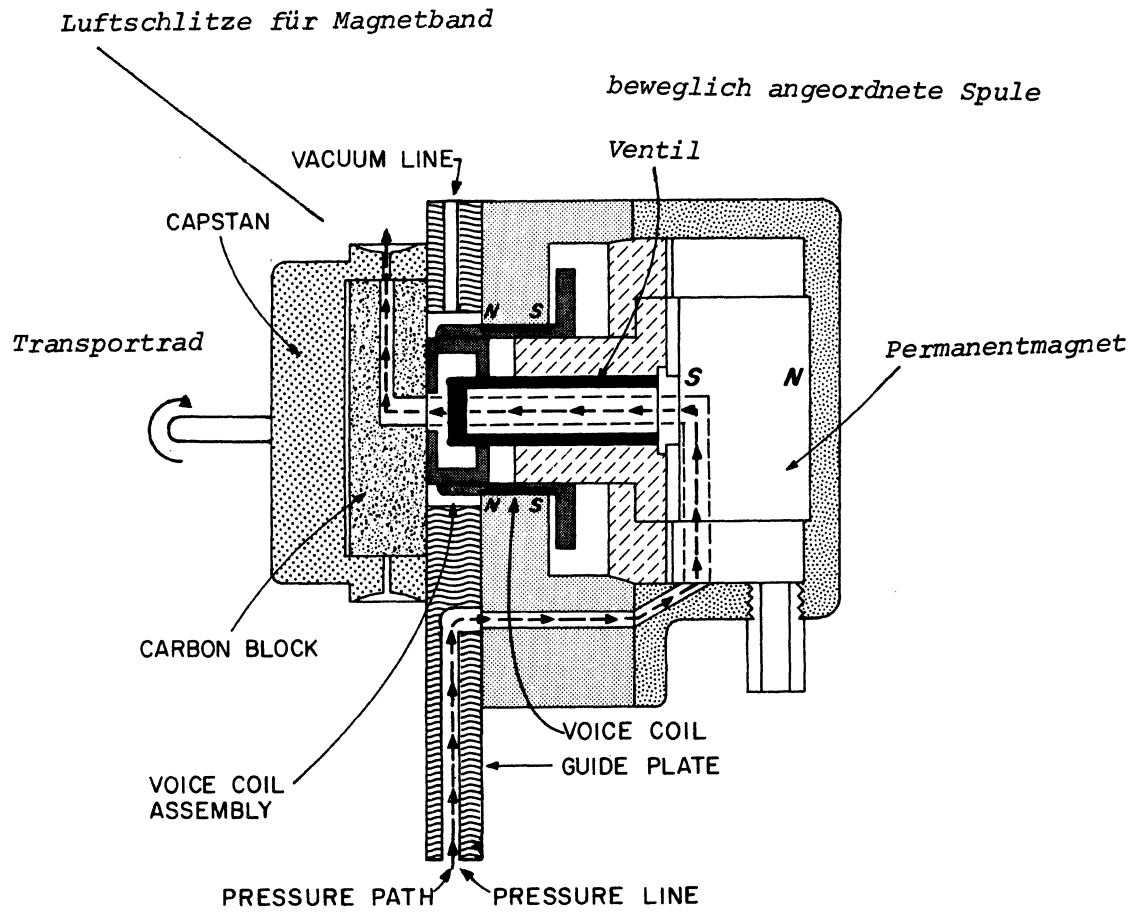 Luftschlitze für Magnetband
beweglich angeordnete Spule
Ventil
VACUUM LINE
CAPSTAN
N S
Transportrad
Permanentmagnet
S N
N S
CARBON BLOCK
VOICE COIL
GUIDE PLATE
VOICE COIL
ASSEMBLY
PRESSURE PATH
PRESSURE LINE